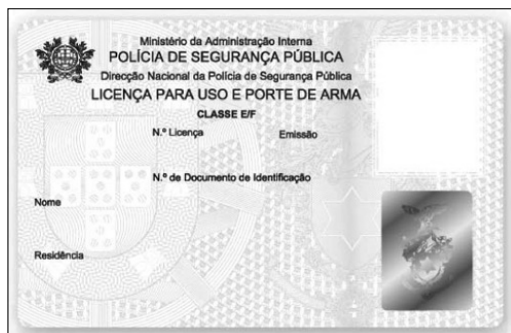 Ministério da Administração Interna
POLÍCIA DE SEGURANÇA PÚBLICA
Direcção Nacional da Polícia de Segurança Pública
LICENÇA PARA USO E PORTE DE ARMA
CLASSE E/F
N.º Licença Emissão
N.º de Documento de Identificação
Nome
Residência